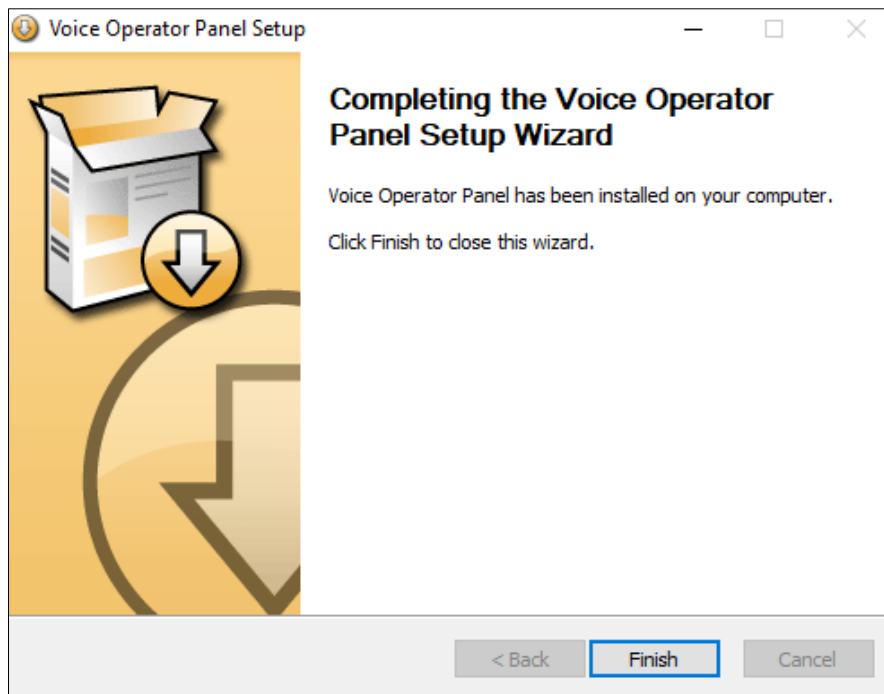 Voice Operator Panel Setup
Completing the Voice Operator
Panel Setup Wizard
Voice Operator Panel has been installed on your computer.
Click Finish to close this wizard.
< Back
Finish
Cancel